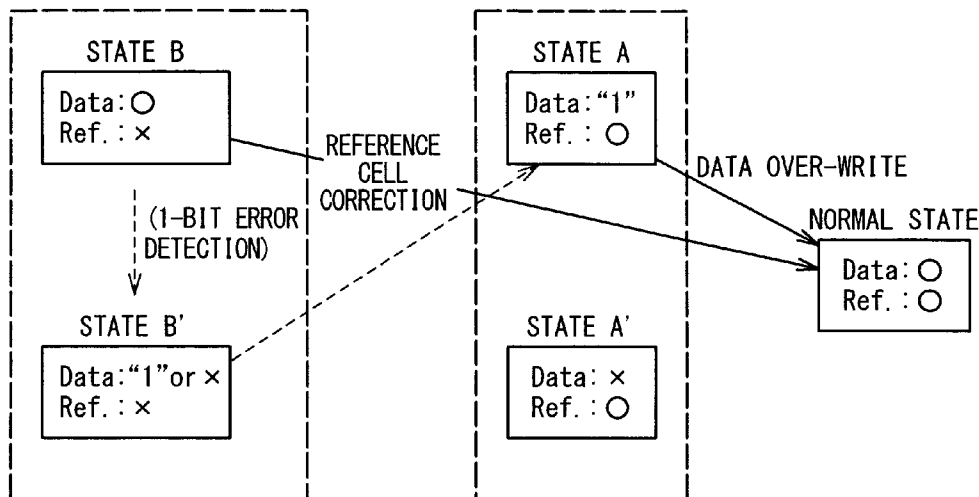 STATE B
Data:○
Ref.:×
STATE A
Data:“1”
Ref.:○
REFERENCE
CELL
CORRECTION
DATA OVER-WRITE
(1-BIT ERROR
DETECTION)
NORMAL STATE
Data:○
Ref.:○
STATE B'
Data:“1”or ×
Ref.:×
STATE A'
Data:×
Ref.:○